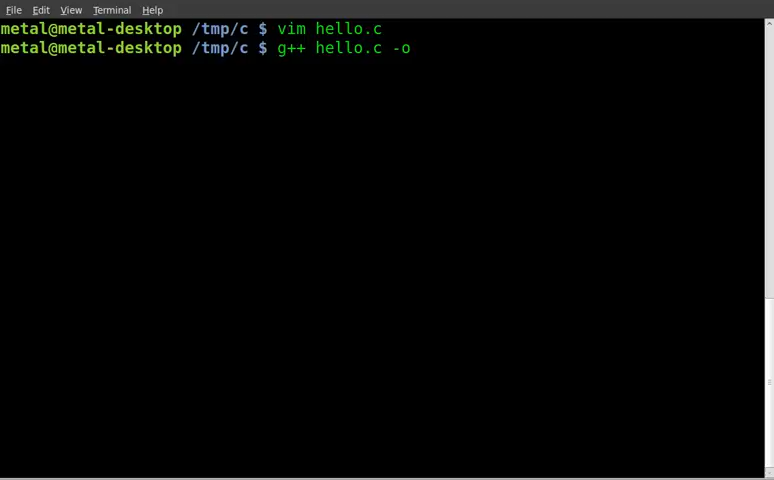 File Edit View Terminal Help
metal@metal-desktop /tmp/c $ vim hello.c
metal@metal-desktop /tmp/c $ g++ hello.c -o